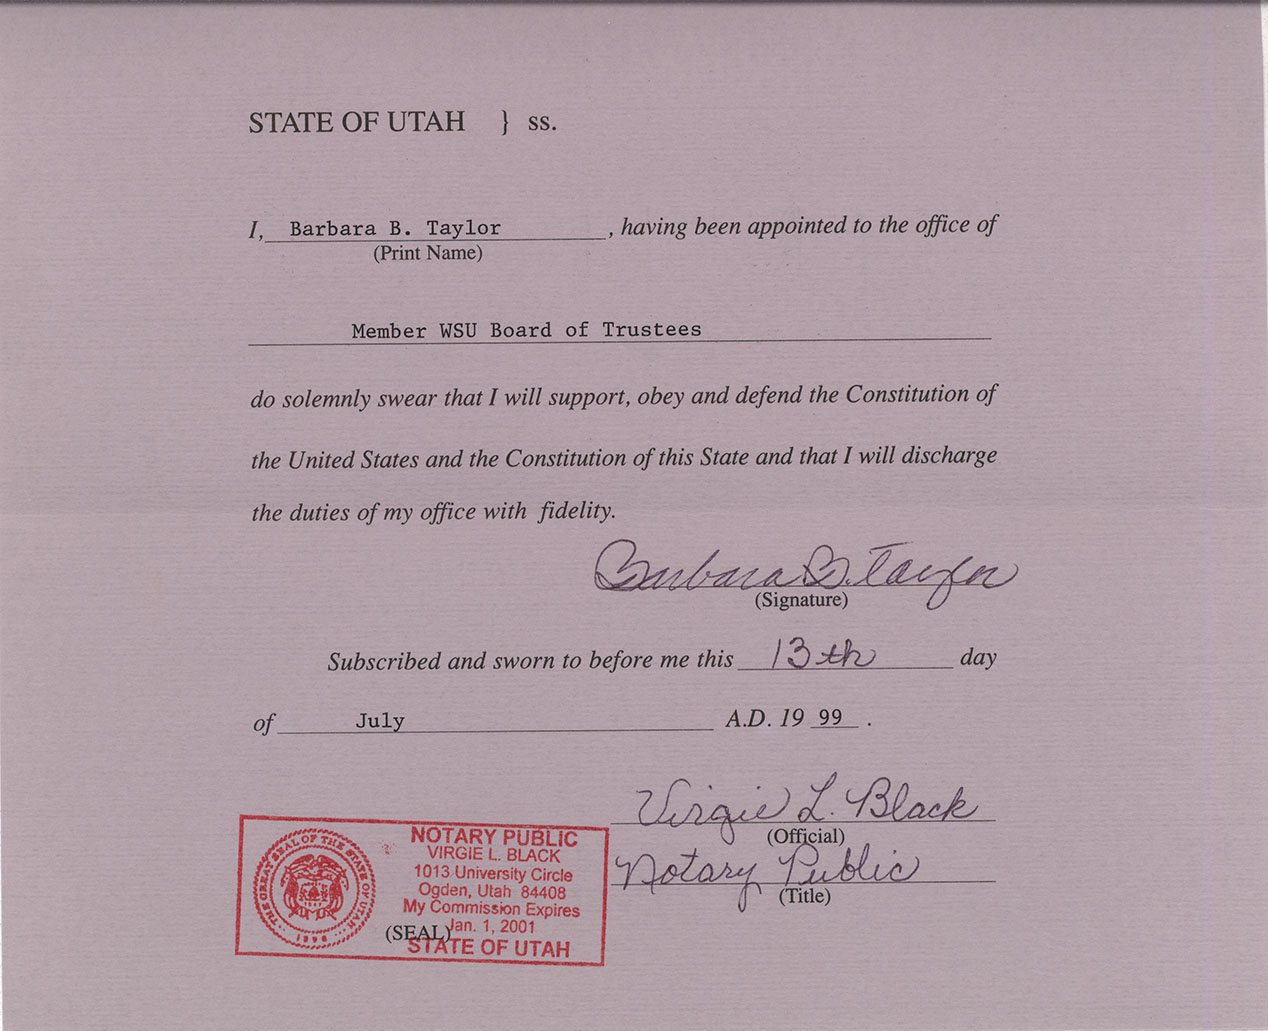 STATE OF UTAH } ss.
I, Barbara B. Taylor , having been appointed to the office of
(Print Name)
Member WSU Board of Trustees
do solemnly swear that I will support, obey and defend the Constitution of
the United States and the Constitution of this State and that I will discharge
the duties of my office with fidelity.
Barbara B. Taylor
(Signature)
Subscribed and sworn to before me this 13th day
of July A.D. 19 99 .
Virgie L. Black
(Official)
Notary Public
(Title)
THE GREAT SEAL OF THE STATE OF UTAH
1896
NOTARY PUBLIC
VIRGIE L. BLACK
1013 University Circle
Ogden, Utah 84408
My Commission Expires
Jan. 1, 2001
STATE OF UTAH
(SEAL)